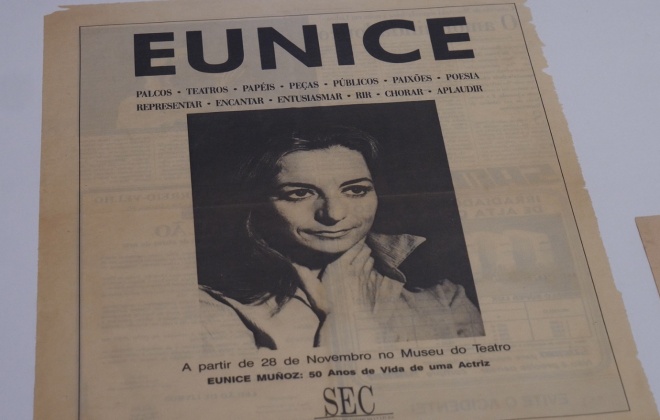 EUNICE
PALCOS • TEATROS • PAPÉIS • PEÇAS • PÚBLICOS • PAIXÕES • POESIA
REPRESENTAR • ENCANTAR • ENTUSIASMAR • RIR • CHORAR • APLAUDIR
A partir de 28 de Novembro no Museu do Teatro
EUNICE MUÑOZ: 50 Anos de Vida de uma Actriz
SEC